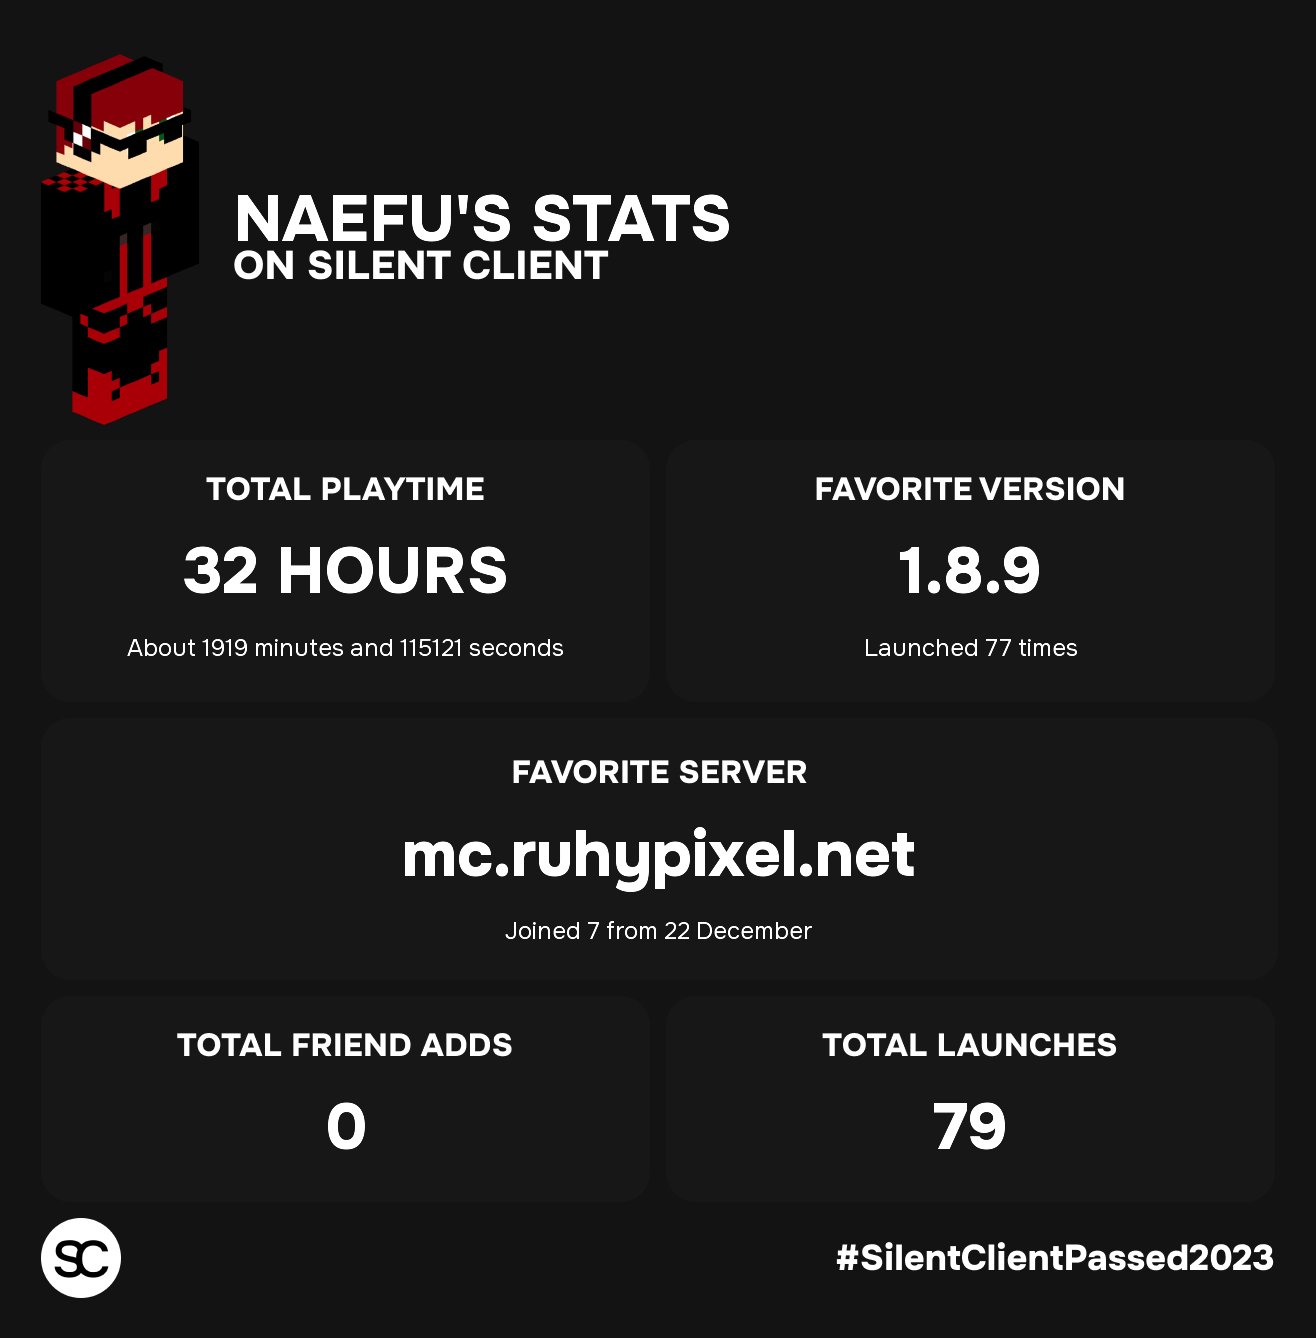 NAEFU'S STATS
ON SILENT CLIENT
TOTAL PLAYTIME
32 HOURS
About 1919 minutes and 115121 seconds
FAVORITE VERSION
1.8.9
Launched 77 times
FAVORITE SERVER
mc.ruhypixel.net
Joined 7 from 22 December
TOTAL FRIEND ADDS
0
TOTAL LAUNCHES
79
SC
#SilentClientPassed2023